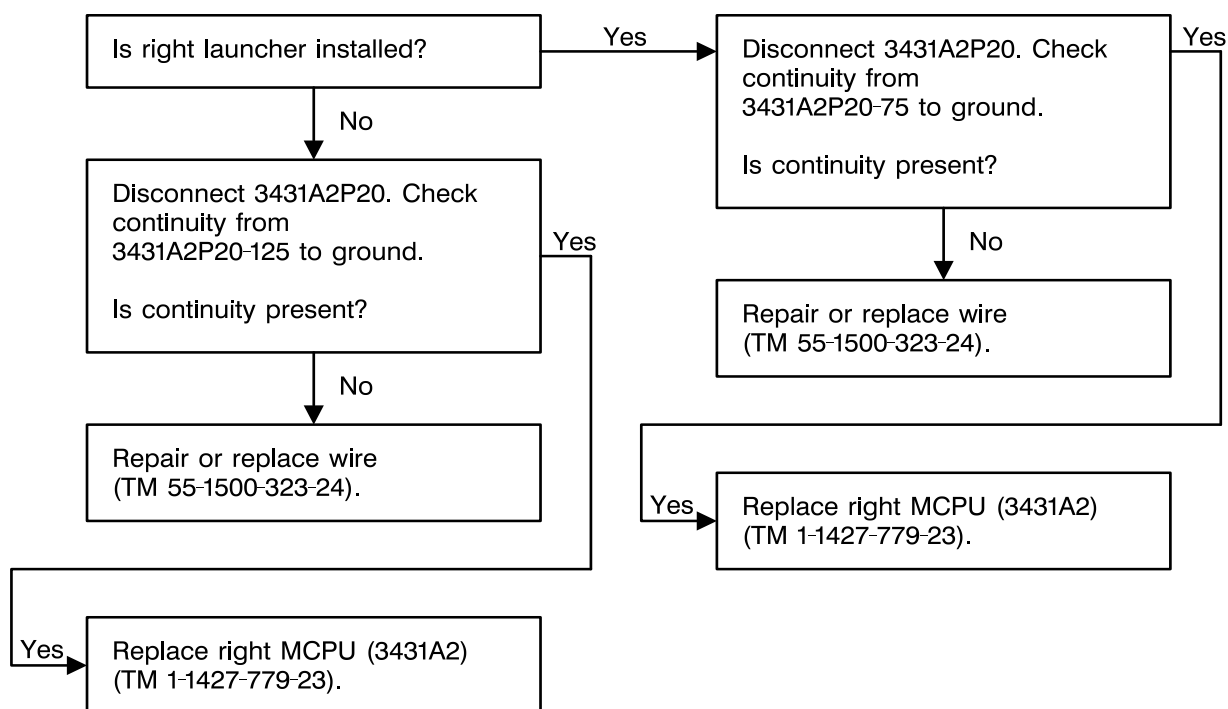 Is right launcher installed?
Yes
Disconnect 3431A2P20. Check
continuity from
3431A2P20-75 to ground.
Is continuity present?
Yes
No
Disconnect 3431A2P20. Check
continuity from
3431A2P20-125 to ground.
Is continuity present?
Yes
No
Repair or replace wire
(TM 55-1500-323-24).
No
Repair or replace wire
(TM 55-1500-323-24).
Yes
Replace right MCPU (3431A2)
(TM 1-1427-779-23).
Yes
Replace right MCPU (3431A2)
(TM 1-1427-779-23).